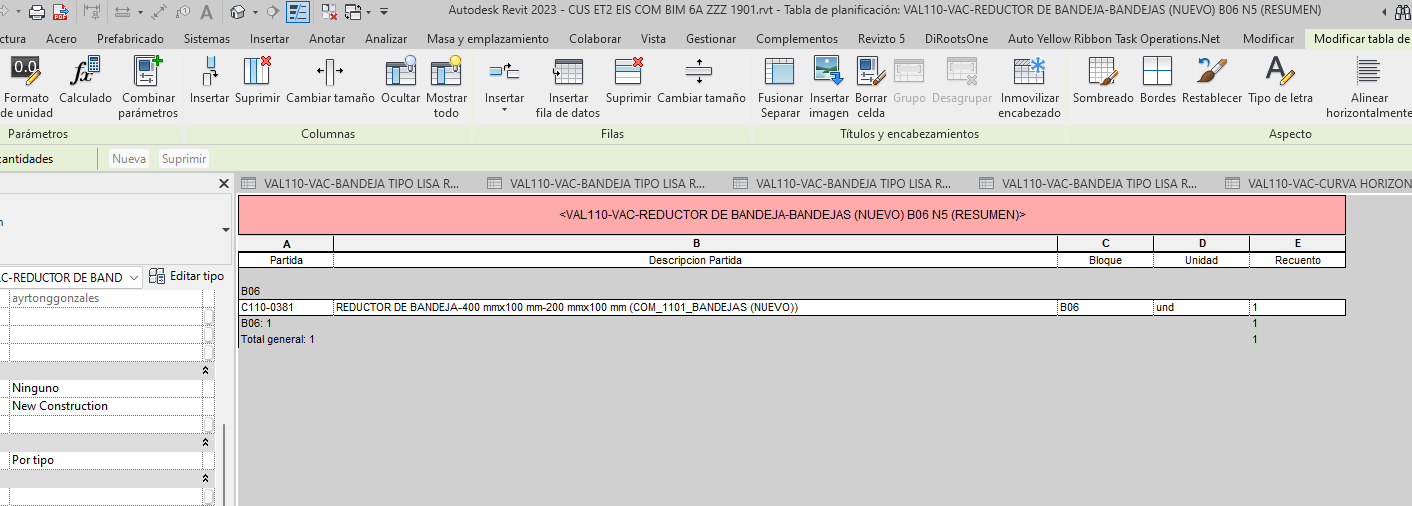 Autodesk Revit 2023 - CUS ET2 EIS COM BIM 6A ZZZ 1901.rvt - Tabla de planificación: VAL110-VAC-REDUCTOR DE BANDEJA-BANDEJAS (NUEVO) B06 N5 (RESUMEN)
ctura Acero Prefabricado Sistemas Insertar Anotar Analizar Masa y emplazamiento Colaborar Vista Gestionar Complementos Revizto 5 DiRootsOne Auto Yellow Ribbon Task Operations.Net Modificar Modificar tabla de
0.0 fx PDF A
Formato de unidad Calculado Combinar parámetros Insertar Suprimir Cambiar tamaño Ocultar Mostrar todo Insertar Insertar fila de datos Suprimir Cambiar tamaño Fusionar Separar Insertar imagen Borrar celda Grupo Desagrupar Inmovilizar encabezado Sombreado Bordes Restablecer Tipo de letra Alinear horizontalmente
Parámetros Columnas Filas Títulos y encabezamientos Aspecto
cantidades Nueva Suprimir
VAL110-VAC-BANDEJA TIPO LISA R... VAL110-VAC-BANDEJA TIPO LISA R... VAL110-VAC-BANDEJA TIPO LISA R... VAL110-VAC-BANDEJA TIPO LISA R... VAL110-VAC-CURVA HORIZON
<VAL110-VAC-REDUCTOR DE BANDEJA-BANDEJAS (NUEVO) B06 N5 (RESUMEN)>
A B C D E
Partida Descripcion Partida Bloque Unidad Recuento
B06
C110-0381 REDUCTOR DE BANDEJA-400 mmx100 mm-200 mmx100 mm (COM_1101_BANDEJAS (NUEVO)) B06 und 1
B06: 1 1
Total general: 1 1
AC-REDUCTOR DE BAND Editar tipo
ayrtonggonzales
Ninguno
New Construction
Por tipo